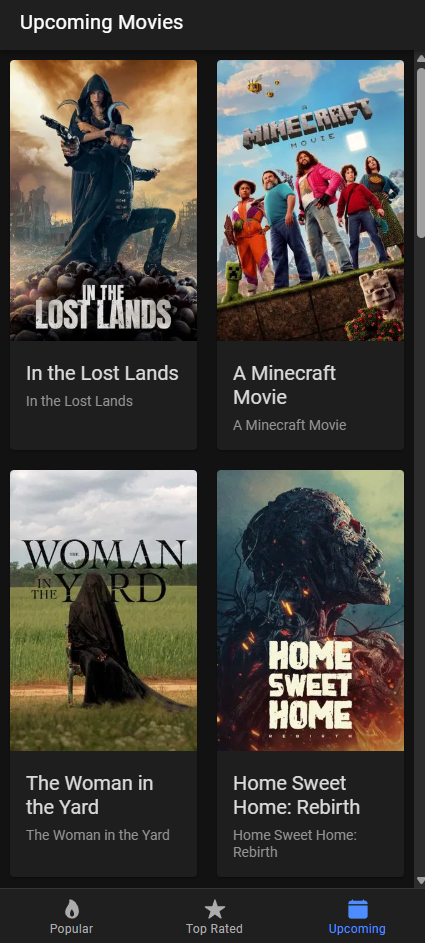 Upcoming Movies
IN THE
LOST LANDS
A
MINECRAFT
MOVIE
In the Lost Lands
In the Lost Lands
A Minecraft
Movie
A Minecraft Movie
THE
WOMAN
IN
THE
YARD
HOME
SWEET
HOME
REBIRTH
The Woman in
the Yard
The Woman in the Yard
Home Sweet
Home: Rebirth
Home Sweet Home:
Rebirth
Popular
Top Rated
Upcoming